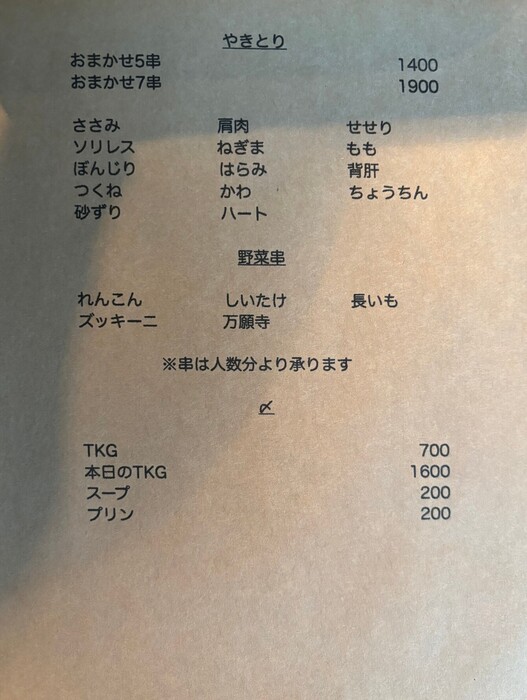 やきとり
おまかせ5串 1400
おまかせ7串 1900
ささみ 肩肉 せせり
ソリレス ねぎま もも
ぼんじり はらみ 背肝
つくね かわ ちょうちん
砂ずり ハート
野菜串
れんこん しいたけ 長いも
ズッキーニ 万願寺
※串は人数分より承ります
〆
TKG 700
本日のTKG 1600
スープ 200
プリン 200